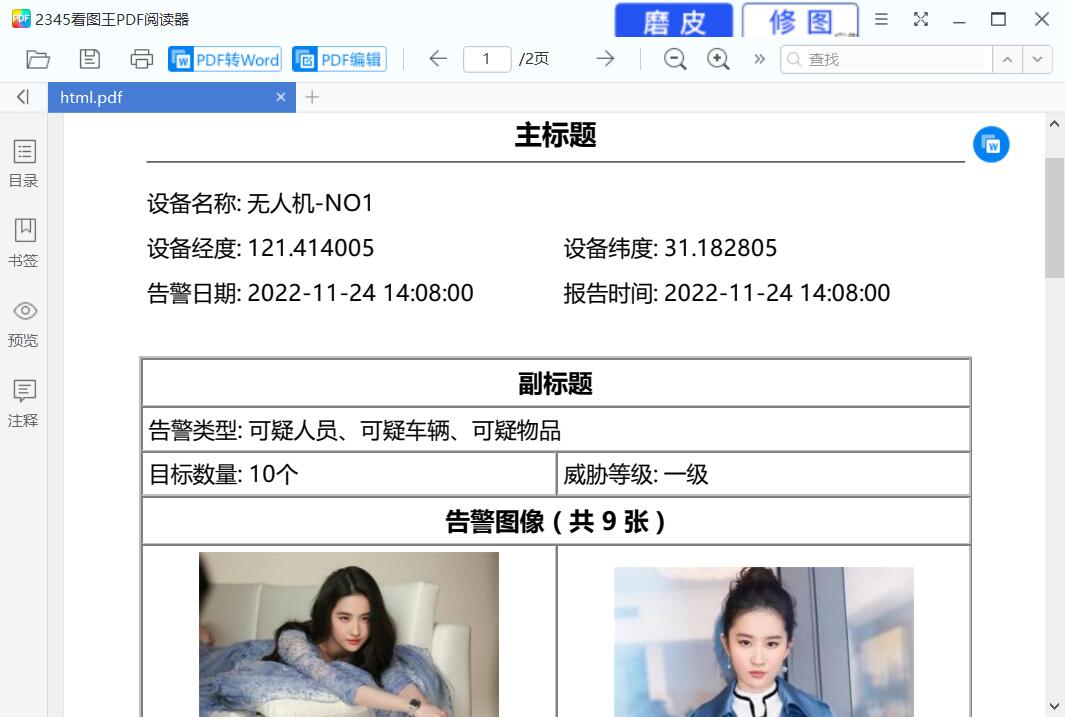 PDF 2345看图王PDF阅读器
磨皮
修图
PDF转Word
PDF编辑
1 /2页
查找
html.pdf
目录
书签
预览
注释
主标题
设备名称: 无人机-NO1
设备经度: 121.414005 设备纬度: 31.182805
告警日期: 2022-11-24 14:08:00 报告时间: 2022-11-24 14:08:00
副标题
告警类型: 可疑人员、可疑车辆、可疑物品
目标数量: 10个 威胁等级: 一级
告警图像 ( 共 9 张 )